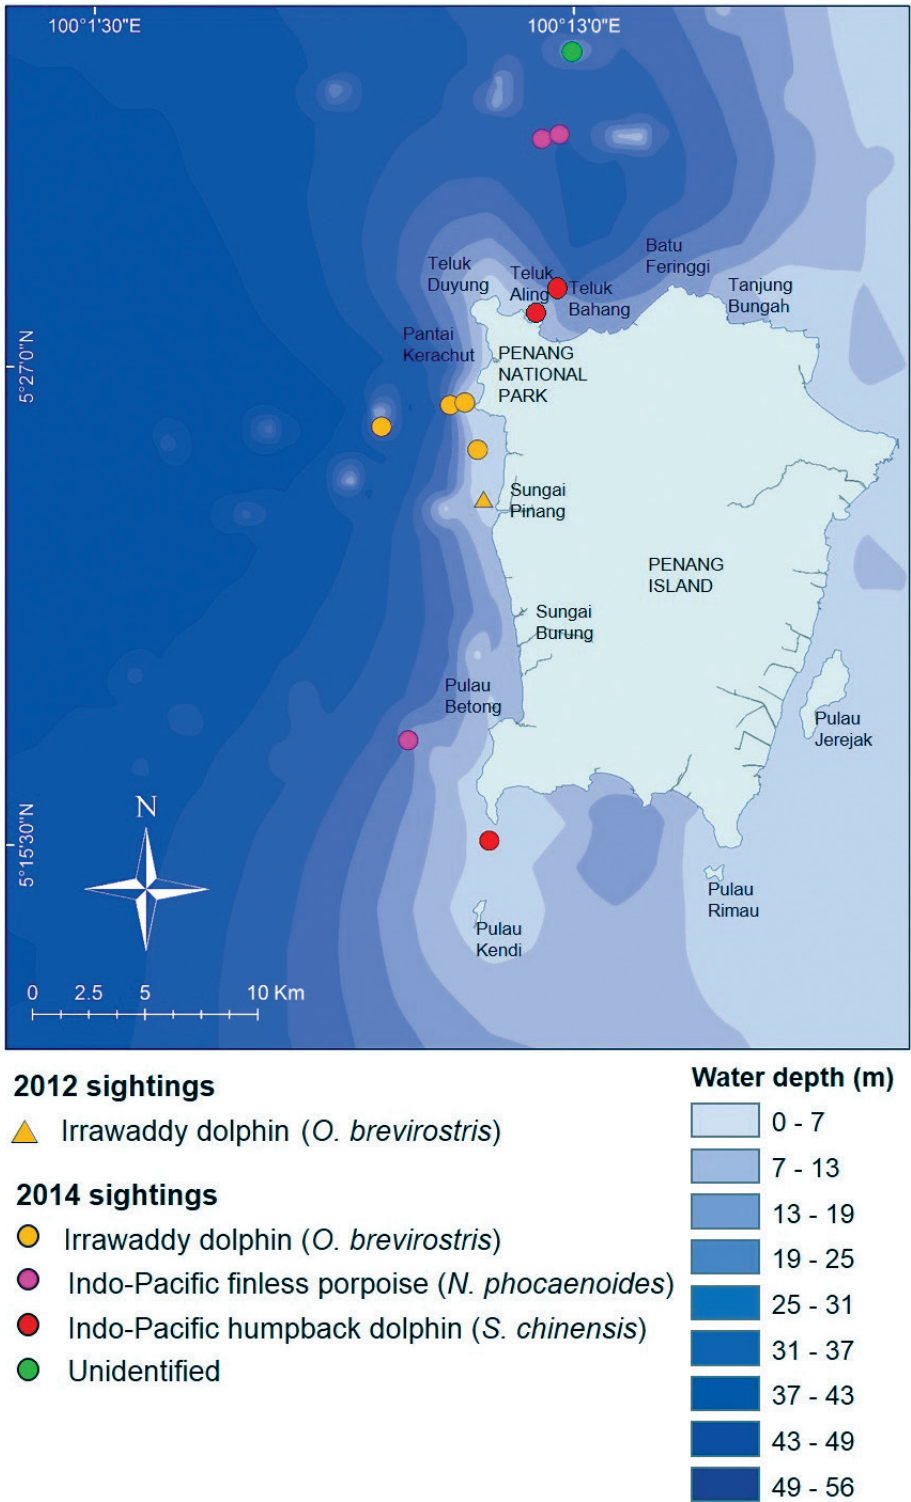 100°1'30"E
100°13'0"E
Batu
Feringgi
Teluk
Duyung
Teluk
Aling
Teluk
Bahang
Tanjung
Bungah
Pantai
Kerachut
PENANG
NATIONAL
PARK
5°27'0"N
Sungai
Pinang
PENANG
ISLAND
Sungai
Burung
Pulau
Betong
Pulau
Jerejak
N
5°15'30"N
Pulau
Rimau
Pulau
Kendi
0 2.5 5 10 Km
2012 sightings
Irrawaddy dolphin (O. brevirostris)
2014 sightings
Irrawaddy dolphin (O. brevirostris)
Indo-Pacific finless porpoise (N. phocaenoides)
Indo-Pacific humpback dolphin (S. chinensis)
Unidentified
Water depth (m)
0 - 7
7 - 13
13 - 19
19 - 25
25 - 31
31 - 37
37 - 43
43 - 49
49 - 56